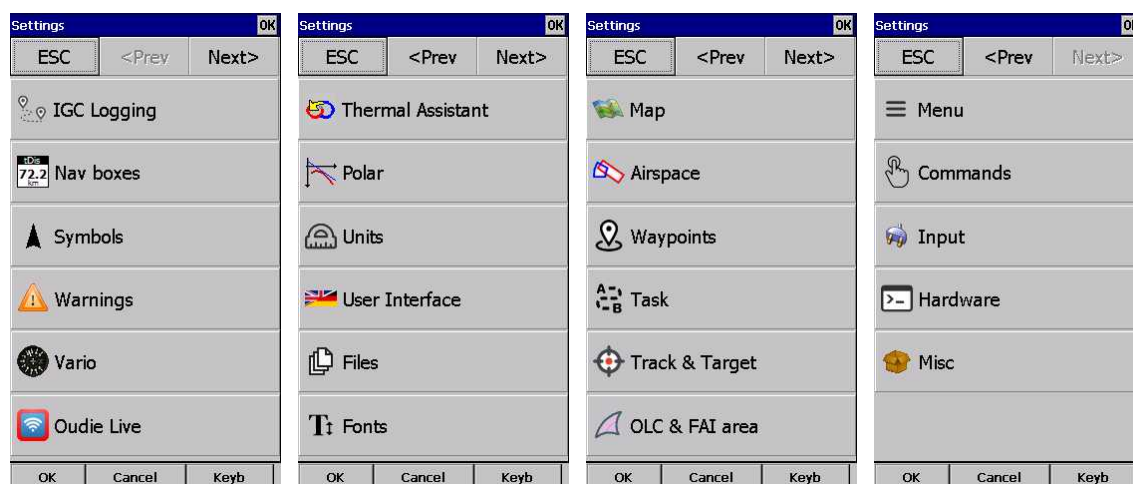 Settings OK
ESC <Prev Next>
IGC Logging
tDis
72.2
km
Nav boxes
Symbols
Warnings
Vario
Oudie Live
OK Cancel Keyb
Settings OK
ESC <Prev Next>
Thermal Assistant
Polar
Units
User Interface
Files
T Fonts
OK Cancel Keyb
Settings OK
ESC <Prev Next>
Map
Airspace
Waypoints
A
B
Task
Track & Target
OLC & FAI area
OK Cancel Keyb
Settings
ESC <Prev Next>
Menu
Commands
Input
>_ Hardware
Misc
OK Cancel Keyb